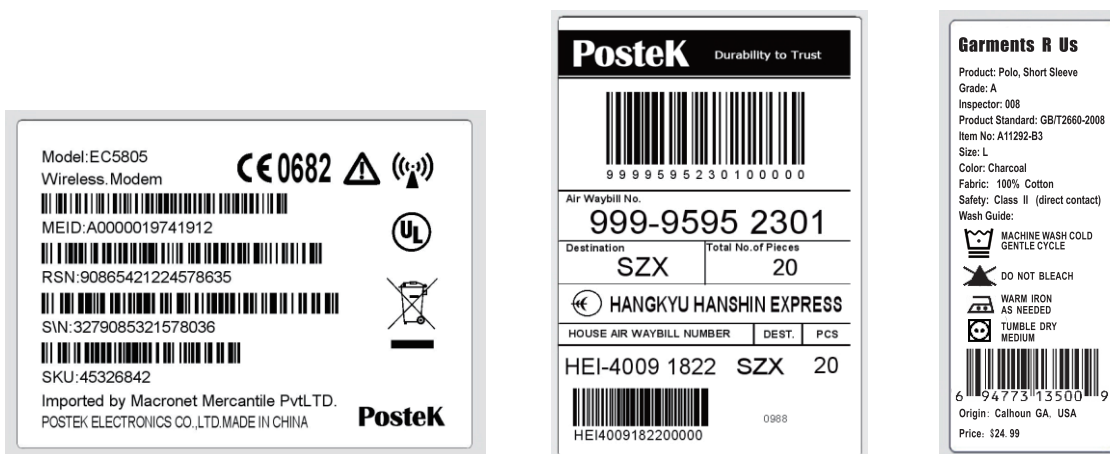 Model:EC5805
Wireless.Modem
CE0682
MEID:A0000019741912
UL
RSN:90865421224578635
S\N:3279085321578036
SKU:45326842
Imported by Macronet Mercantile PvtLTD.
POSTEK ELECTRONICS CO.,LTD.MADE IN CHINA
PosteK
PosteK Durability to Trust
9999595230100000
Air Waybill No.
999-9595 2301
Destination Total No.of Pieces
SZX 20
HANGKYU HANSHIN EXPRESS
HOUSE AIR WAYBILL NUMBER DEST. PCS
HEI-4009 1822 SZX 20
0988
HEI4009182200000
Garments R Us
Product: Polo, Short Sleeve
Grade: A
Inspector: 008
Product Standard: GB/T2660-2008
Item No: A11292-B3
Size: L
Color: Charcoal
Fabric: 100% Cotton
Safety: Class II (direct contact)
Wash Guide:
MACHINE WASH COLD
GENTLE CYCLE
DO NOT BLEACH
WARM IRON
AS NEEDED
TUMBLE DRY
MEDIUM
6 94773 13500 9
Origin: Calhoun GA, USA
Price: $24.99